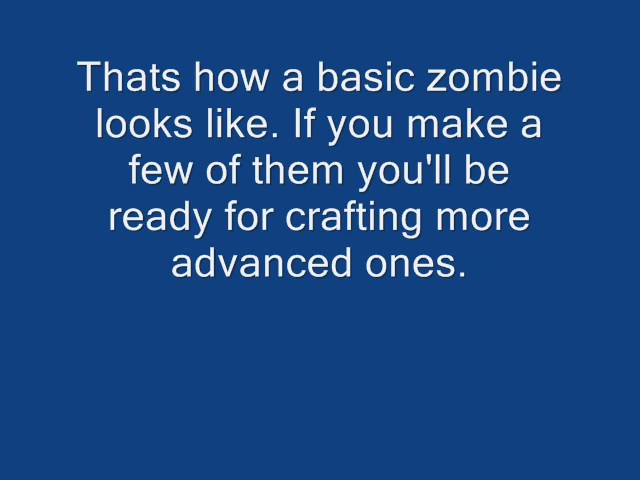 Thats how a basic zombie
looks like. If you make a
few of them you'll be
ready for crafting more
advanced ones.